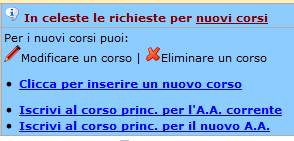 In celeste le richieste per nuovi corsi
Per i nuovi corsi puoi:
Modificare un corso | Eliminare un corso
Clicca per inserire un nuovo corso
Iscrivi al corso princ. per l'A.A. corrente
Iscrivi al corso princ. per il nuovo A.A.